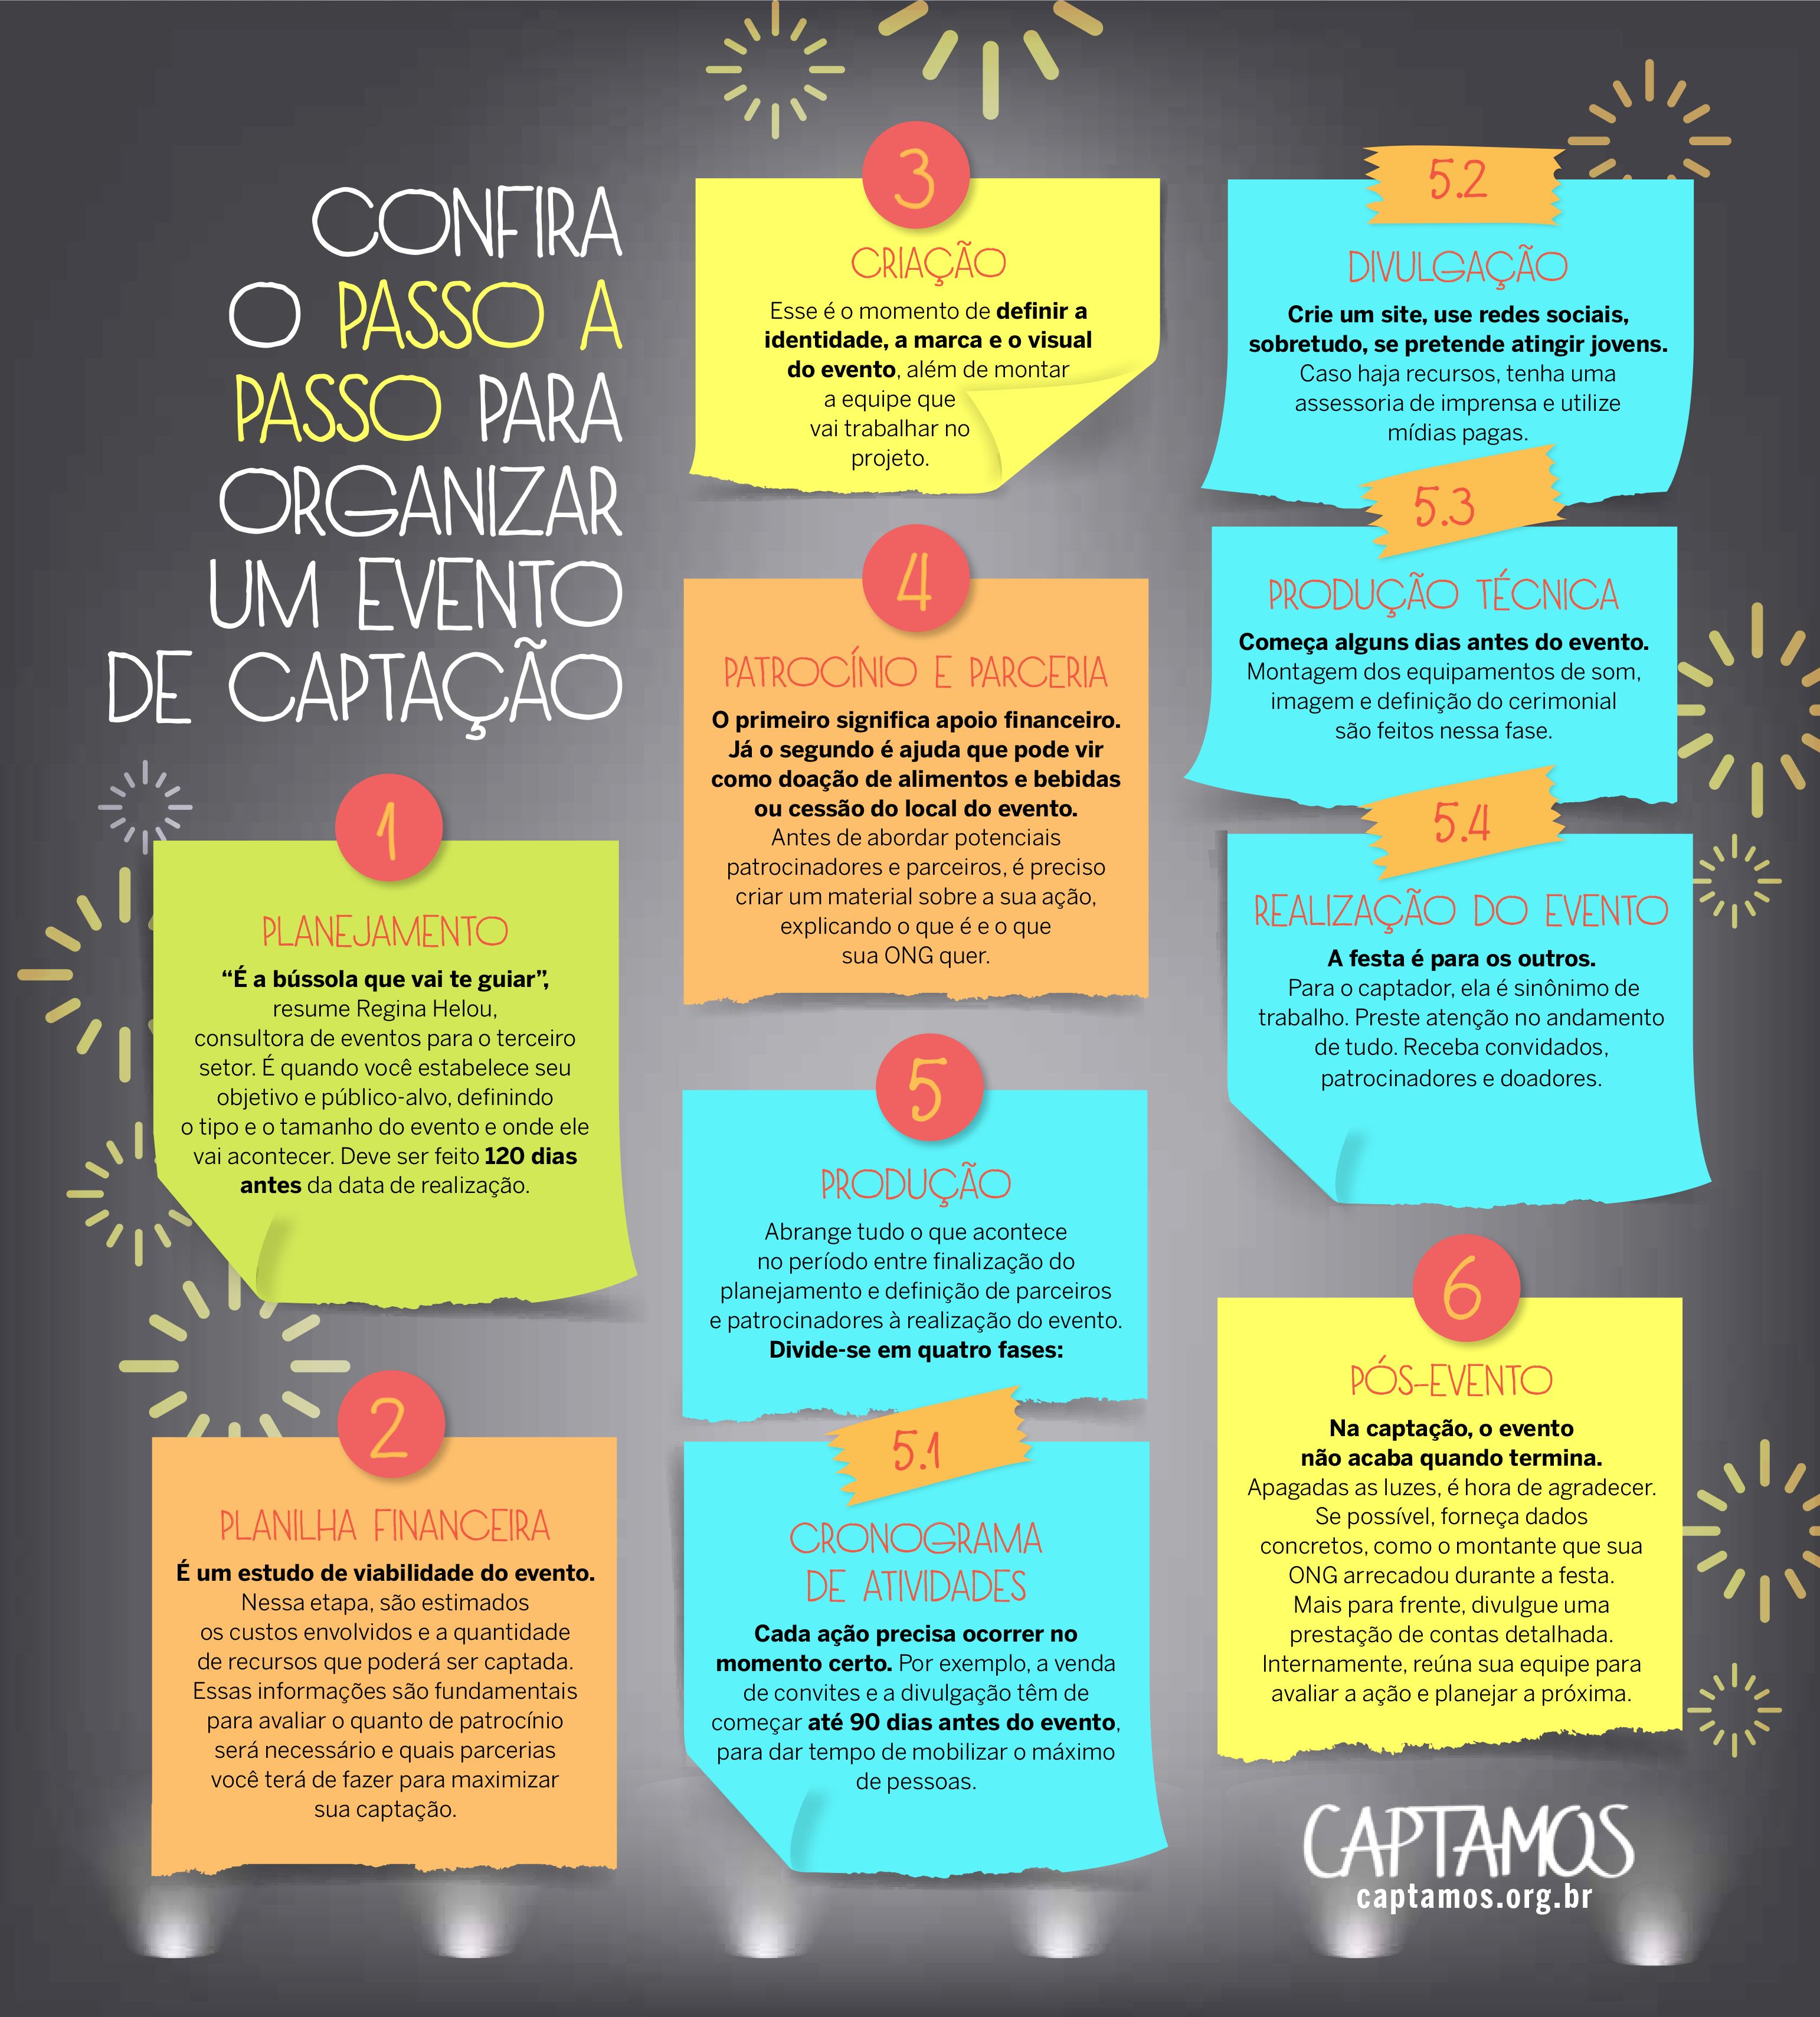 CONFIRA
O PASSO A
PASSO PARA
ORGANIZAR
UM EVENTO
DE CAPTAÇÃO
1
PLANEJAMENTO
“É a bússola que vai te guiar”,
resume Regina Helou,
consultora de eventos para o terceiro
setor. É quando você estabelece seu
objetivo e público-alvo, definindo
o tipo e o tamanho do evento e onde ele
vai acontecer. Deve ser feito 120 dias
antes da data de realização.
2
PLANILHA FINANCEIRA
É um estudo de viabilidade do evento.
Nessa etapa, são estimados
os custos envolvidos e a quantidade
de recursos que poderá ser captada.
Essas informações são fundamentais
para avaliar o quanto de patrocínio
será necessário e quais parcerias
você terá de fazer para maximizar
sua captação.
3
CRIAÇÃO
Esse é o momento de definir a
identidade, a marca e o visual
do evento, além de montar
a equipe que
vai trabalhar no
projeto.
4
PATROCÍNIO E PARCERIA
O primeiro significa apoio financeiro.
Já o segundo é ajuda que pode vir
como doação de alimentos e bebidas
ou cessão do local do evento.
Antes de abordar potenciais
patrocinadores e parceiros, é preciso
criar um material sobre a sua ação,
explicando o que é e o que
sua ONG quer.
5
PRODUÇÃO
Abrange tudo o que acontece
no período entre finalização do
planejamento e definição de parceiros
e patrocinadores à realização do evento.
Divide-se em quatro fases:
5.1
CRONOGRAMA
DE ATIVIDADES
Cada ação precisa ocorrer no
momento certo. Por exemplo, a venda
de convites e a divulgação têm de
começar até 90 dias antes do evento,
para dar tempo de mobilizar o máximo
de pessoas.
5.2
DIVULGAÇÃO
Crie um site, use redes sociais,
sobretudo, se pretende atingir jovens.
Caso haja recursos, tenha uma
assessoria de imprensa e utilize
mídias pagas.
5.3
PRODUÇÃO TÉCNICA
Começa alguns dias antes do evento.
Montagem dos equipamentos de som,
imagem e definição do cerimonial
são feitos nessa fase.
5.4
REALIZAÇÃO DO EVENTO
A festa é para os outros.
Para o captador, ela é sinônimo de
trabalho. Preste atenção no andamento
de tudo. Receba convidados,
patrocinadores e doadores.
6
PÓS-EVENTO
Na captação, o evento
não acaba quando termina.
Apagadas as luzes, é hora de agradecer.
Se possível, forneça dados
concretos, como o montante que sua
ONG arrecadou durante a festa.
Mais para frente, divulgue uma
prestação de contas detalhada.
Internamente, reúna sua equipe para
avaliar a ação e planejar a próxima.
CAPTAMOS
captamos.org.br